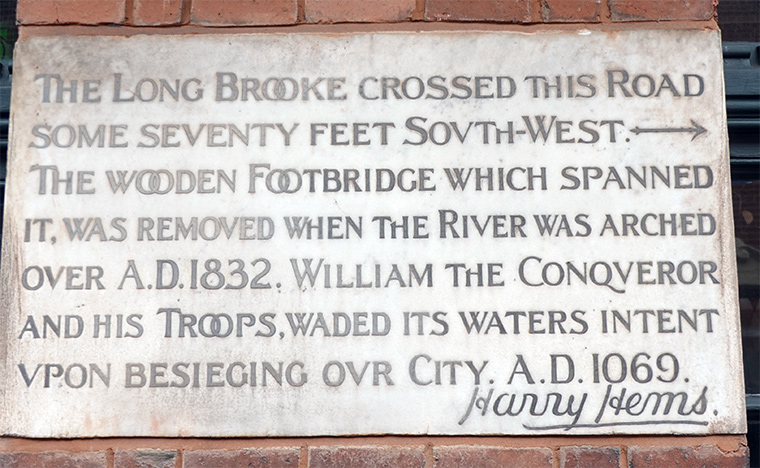 THE LONG BROOKE CROSSED THIS ROAD
SOME SEVENTY FEET SOVTH-WEST. →
THE WOODEN FOOTBRIDGE WHICH SPANNED
IT, WAS REMOVED WHEN THE RIVER WAS ARCHED
OVER A.D. 1832. WILLIAM THE CONQVEROR
AND HIS TROOPS, WADED ITS WATERS INTENT
VPON BESIEGING OVR CITY. A.D. 1069.
Harry Hems.